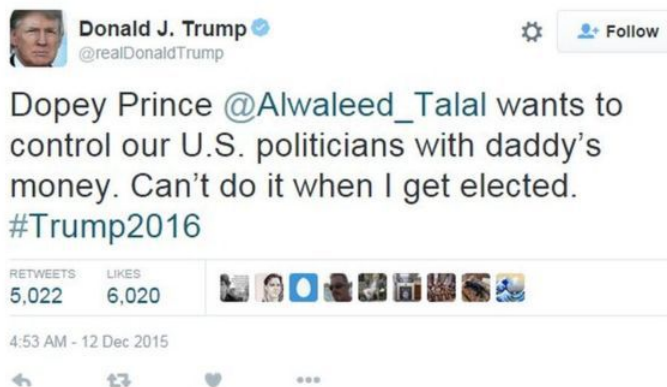 Donald J. Trump
Follow
@realDonaldTrump
Dopey Prince @Alwaleed_Talal wants to
control our U.S. politicians with daddy's
money. Can't do it when I get elected.
#Trump2016
RETWEETS LIKES
5,022 6,020
4:53 AM - 12 Dec 2015